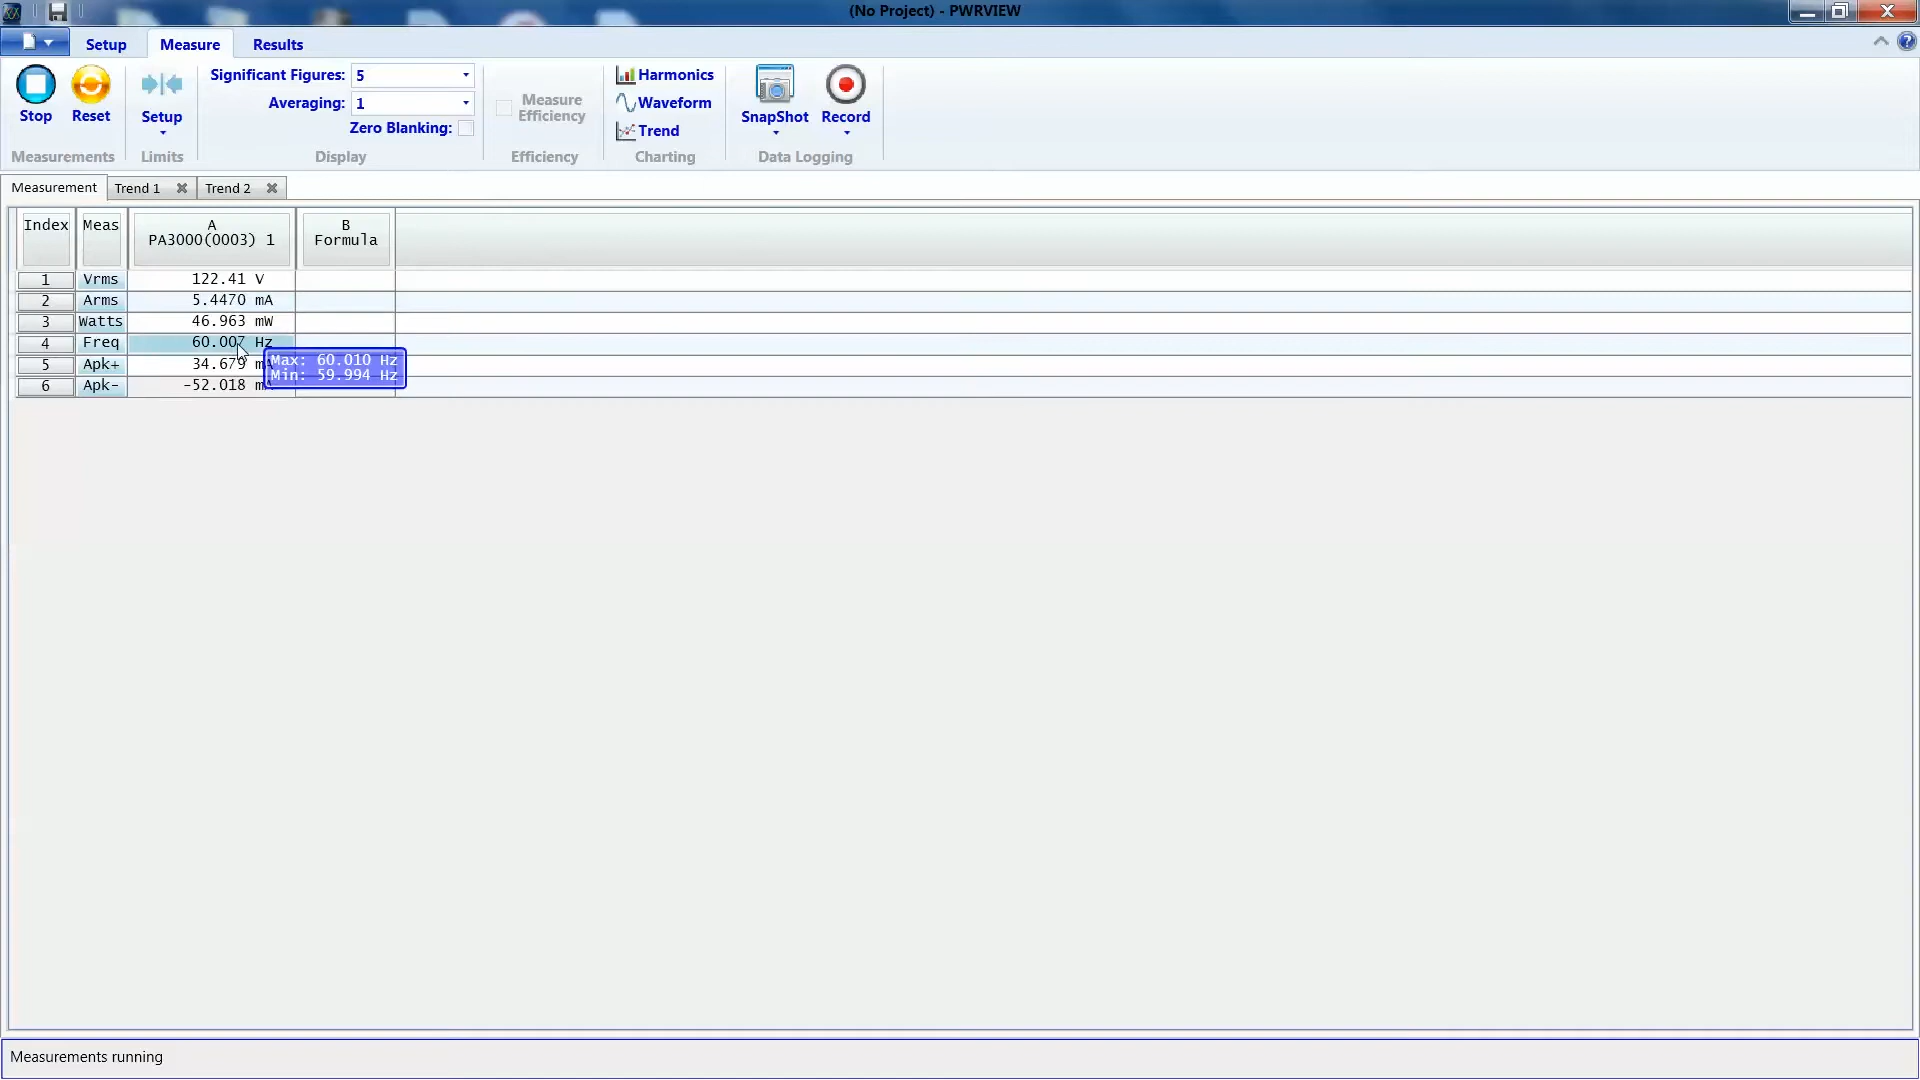 (No Project) - PWRVIEW
Setup Measure Results
Stop
Reset
Measurements
Setup
Limits
Significant Figures: 5
Averaging: 1
Zero Blanking:
Display
Measure
Efficiency
Efficiency
Harmonics
Waveform
Trend
Charting
SnapShot
Record
Data Logging
Measurement Trend 1 Trend 2
Index Meas A B
PA3000(0003) 1 Formula
1 Vrms 122.41 V
2 Arms 5.4470 mA
3 Watts 46.963 mW
4 Freq 60.007 Hz
Max: 60.010 Hz
Min: 59.994 Hz
5 Apk+ 34.679
6 Apk- -52.018
Measurements running